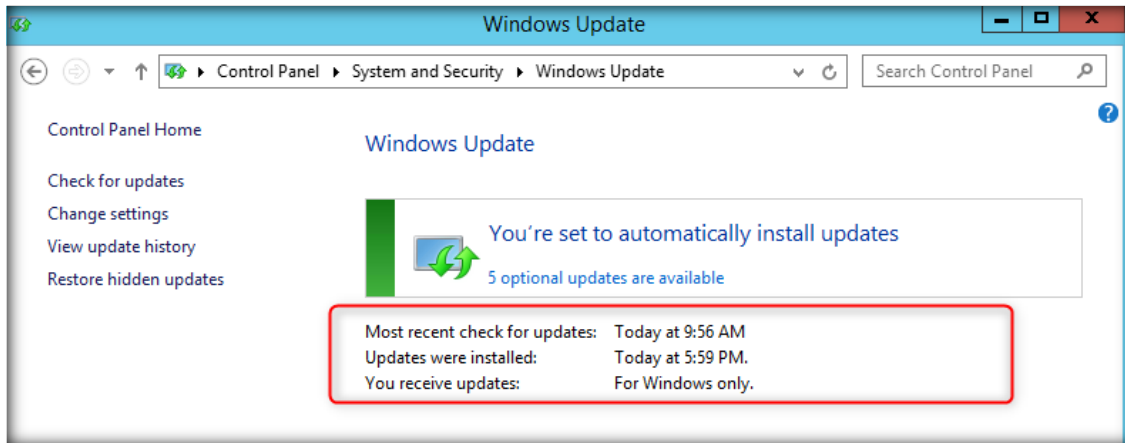 Windows Update
Control Panel System and Security Windows Update
Search Control Panel
Control Panel Home
Check for updates
Change settings
View update history
Restore hidden updates
Windows Update
You're set to automatically install updates
5 optional updates are available
Most recent check for updates: Today at 9:56 AM
Updates were installed: Today at 5:59 PM.
You receive updates: For Windows only.